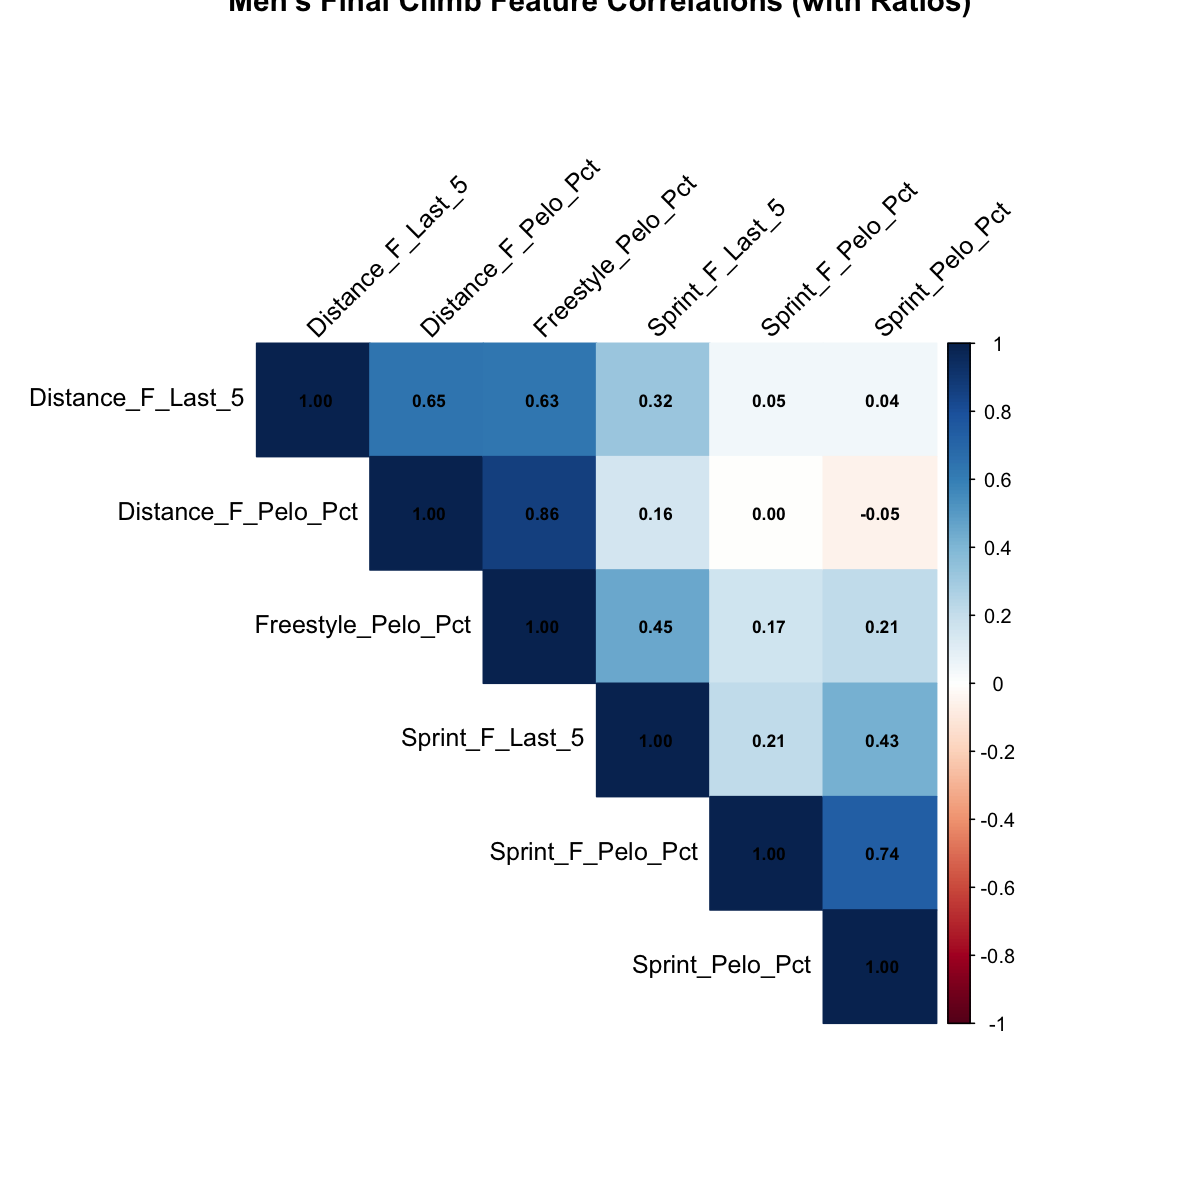 Men's Final Climb Feature Correlations (with Ratios)
Distance_F_Last_5
Distance_F_Pelo_Pct
Freestyle_Pelo_Pct
Sprint_F_Last_5
Sprint_F_Pelo_Pct
Sprint_Pelo_Pct
Distance_F_Last_5 1.00 0.65 0.63 0.32 0.05 0.04
Distance_F_Pelo_Pct 1.00 0.86 0.16 0.00 -0.05
Freestyle_Pelo_Pct 1.00 0.45 0.17 0.21
Sprint_F_Last_5 1.00 0.21 0.43
Sprint_F_Pelo_Pct 1.00 0.74
Sprint_Pelo_Pct 1.00
1
0.8
0.6
0.4
0.2
0
-0.2
-0.4
-0.6
-0.8
-1